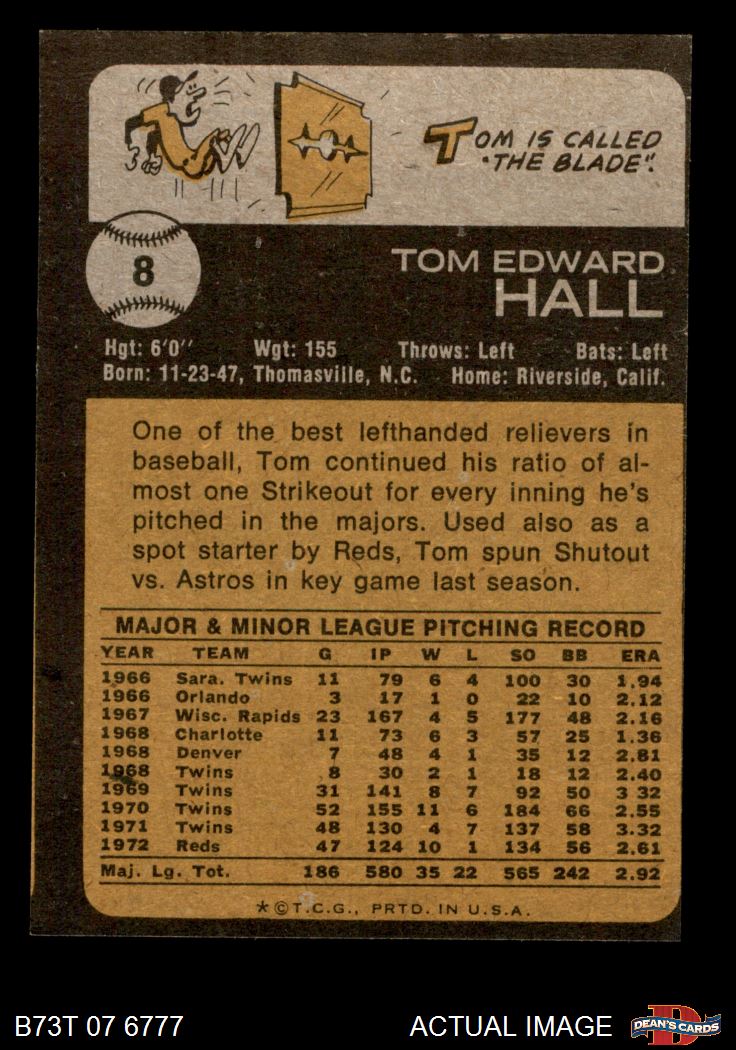 TOM IS CALLED
"THE BLADE".
8
TOM EDWARD
HALL
Hgt: 6'0" Wgt: 155 Throws: Left Bats: Left
Born: 11-23-47, Thomasville, N.C. Home: Riverside, Calif.
One of the best lefthanded relievers in
baseball, Tom continued his ratio of al-
most one Strikeout for every inning he's
pitched in the majors. Used also as a
spot starter by Reds, Tom spun Shutout
vs. Astros in key game last season.
MAJOR & MINOR LEAGUE PITCHING RECORD
YEAR TEAM G IP W L SO BB ERA
1966 Sara. Twins 11 79 6 4 100 30 1.94
1966 Orlando 3 17 1 0 22 10 2.12
1967 Wisc. Rapids 23 167 4 5 177 48 2.16
1968 Charlotte 11 73 6 3 57 25 1.36
1968 Denver 7 48 4 1 35 12 2.81
1968 Twins 8 30 2 1 18 12 2.40
1969 Twins 31 141 8 7 92 50 3 32
1970 Twins 52 155 11 6 184 66 2.55
1971 Twins 48 130 4 7 137 58 3.32
1972 Reds 47 124 10 1 134 56 2.61
Maj. Lg. Tot. 186 580 35 22 565 242 2.92
*©T.C.G., PRTD. IN U.S.A.
B73T 07 6777 ACTUAL IMAGE DEAN'S CARDS